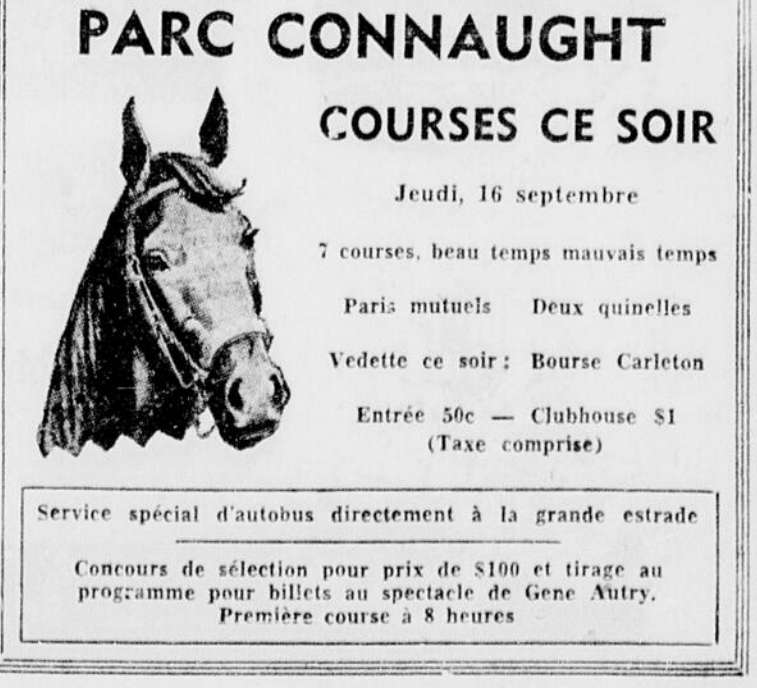 PARC CONNAUGHT
COURSES CE SOIR
Jeudi, 16 septembre
7 courses, beau temps mauvais temps
Paris mutuels Deux quinelles
Vedette ce soir: Bourse Carleton
Entrée 50c — Clubhouse $1
(Taxe comprise)
Service spécial d'autobus directement à la grande estrade
Concours de sélection pour prix de $100 et tirage au
programme pour billets au spectacle de Gene Autry.
Première course à 8 heures